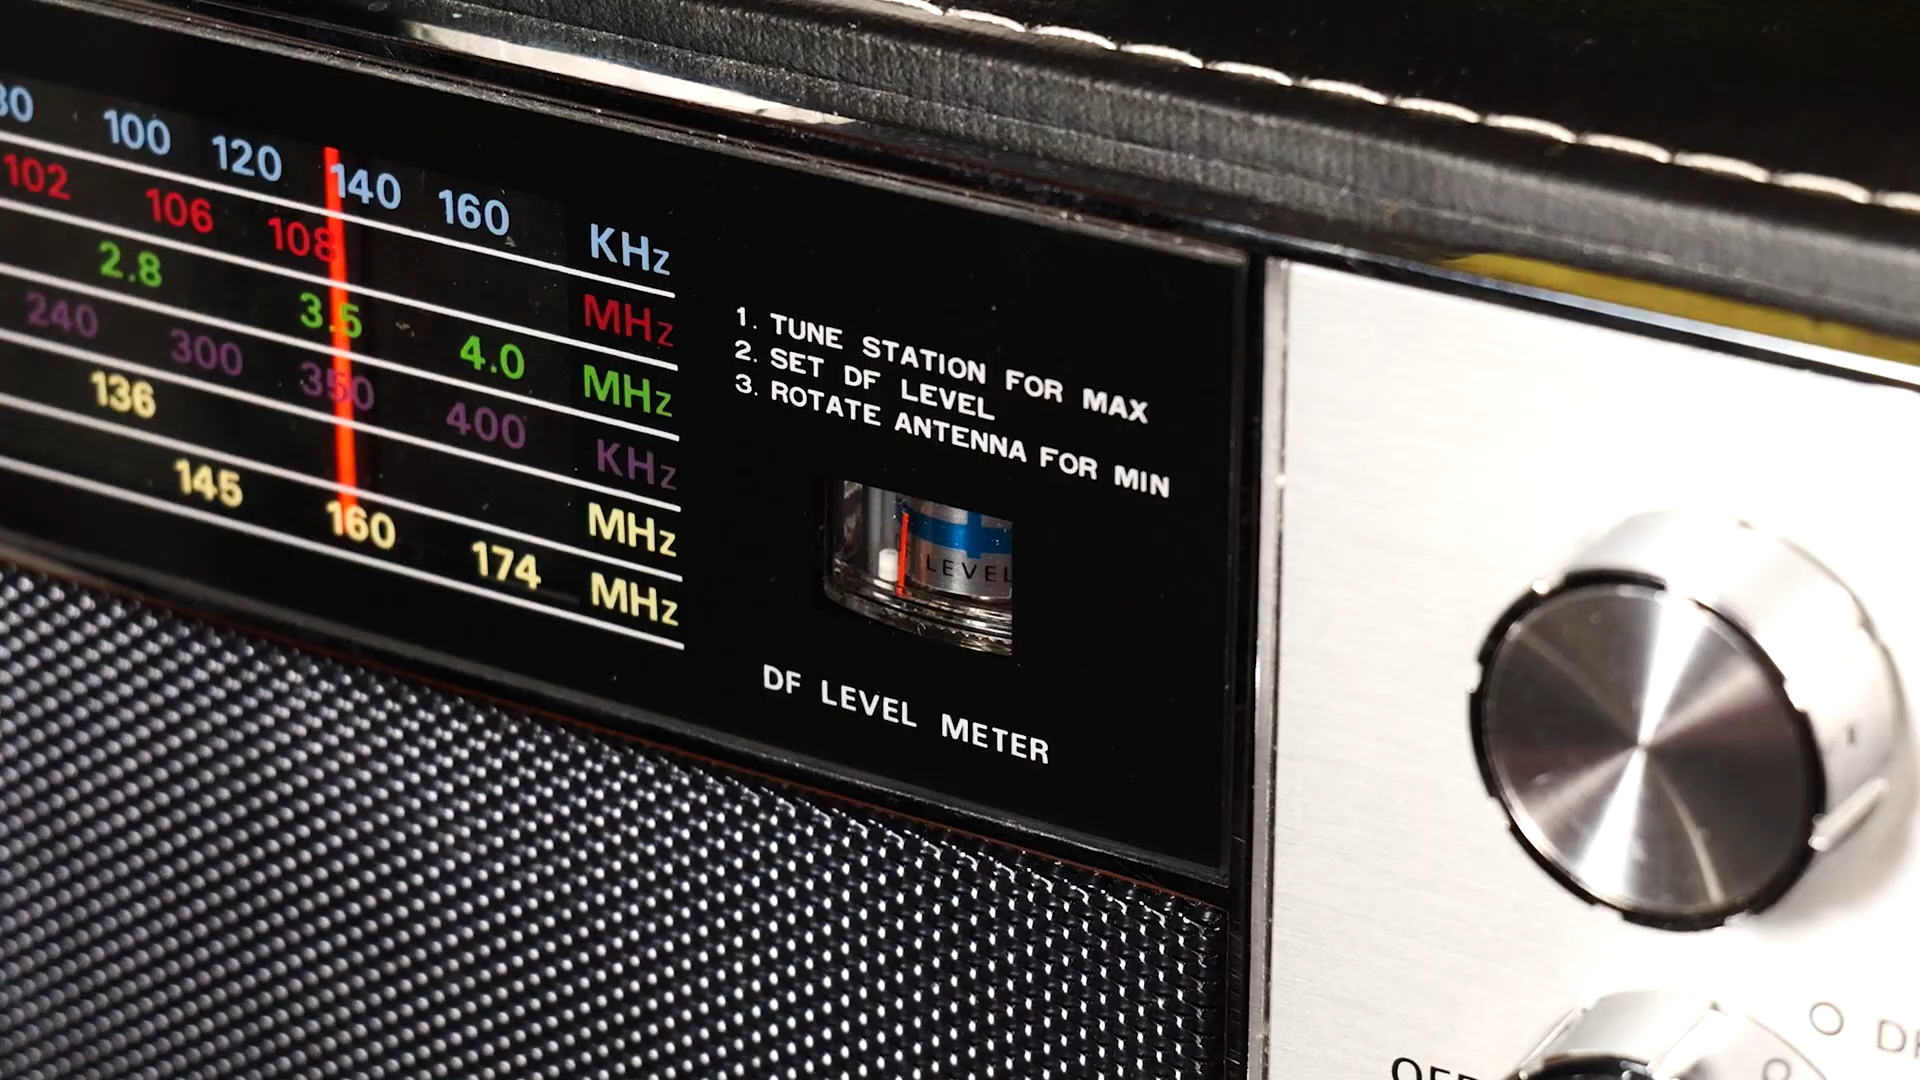 100 120 140 160 KHz
102 106 108 MHz
2.8 3.5 4.0 MHz
240 300 350 400 KHz
136 MHz
145 160 174 MHz
1. TUNE STATION FOR MAX
2. SET DF LEVEL
3. ROTATE ANTENNA FOR MIN
LEVEL
DF LEVEL METER